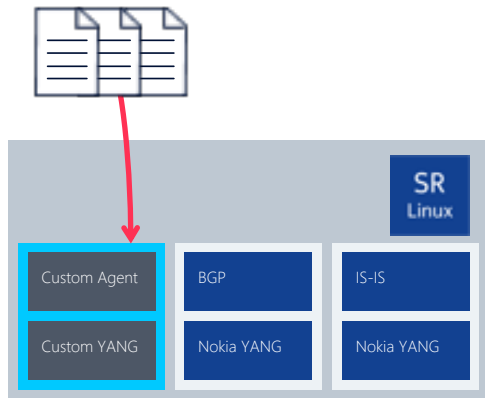 SR
Linux
Custom Agent
BGP
IS-IS
Custom YANG
Nokia YANG
Nokia YANG